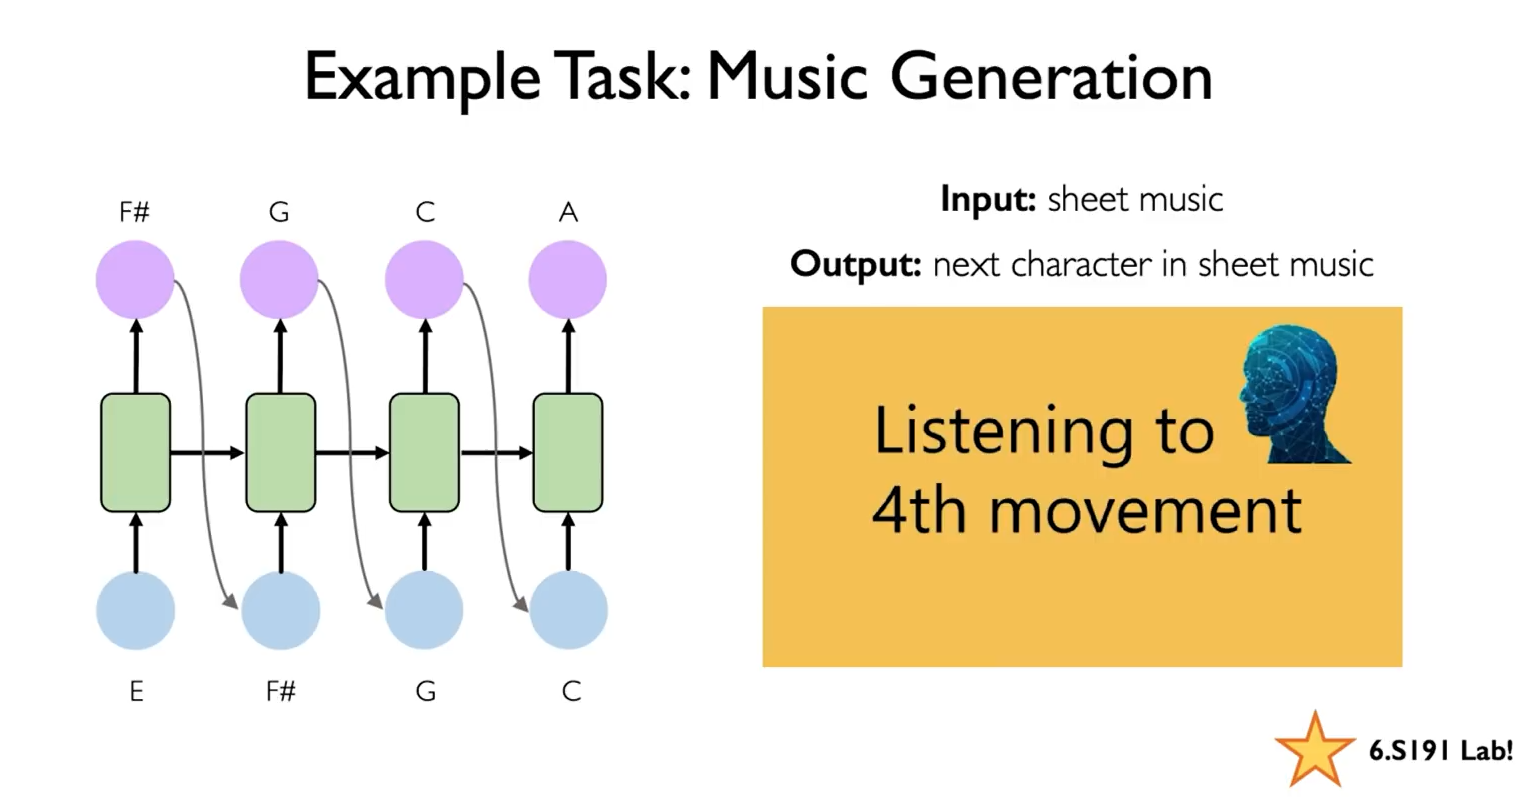 Example Task: Music Generation
F# G C A
E F# G C
Input: sheet music
Output: next character in sheet music
Listening to
4th movement
6.S191 Lab!